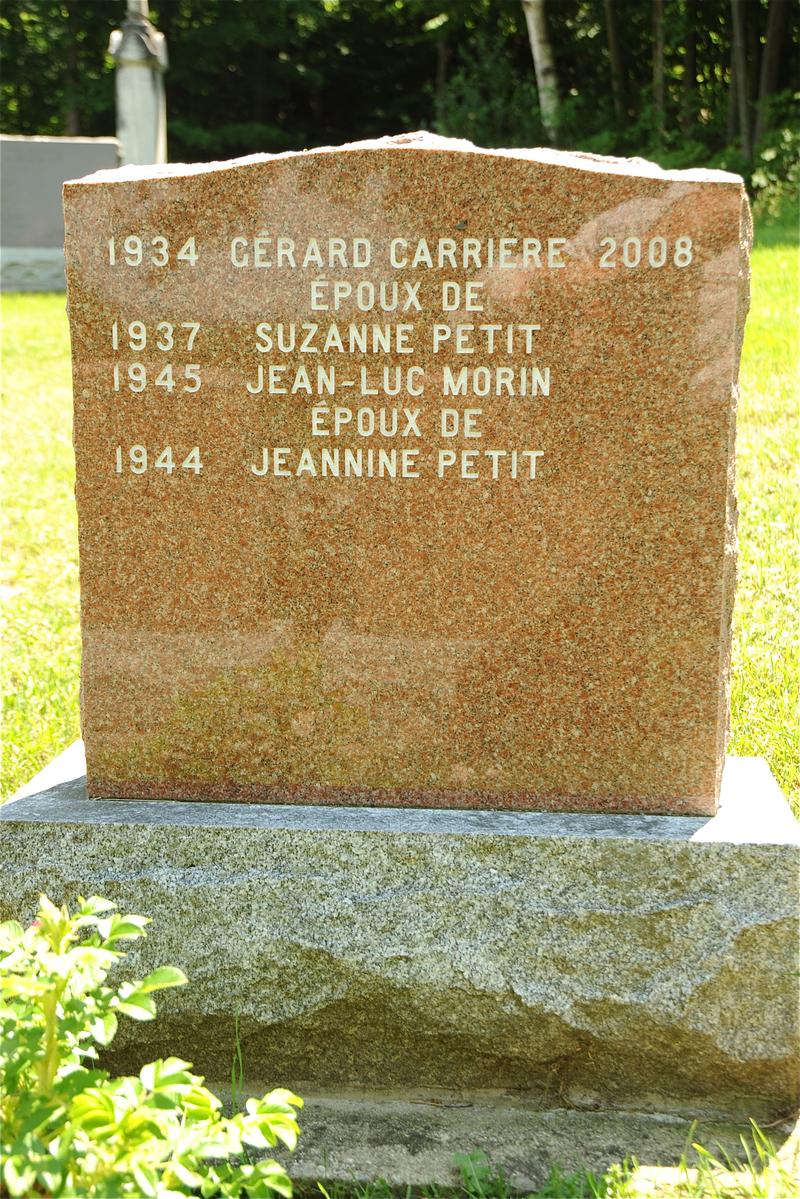 1934 GÉRARD CARRIERE 2008
ÉPOUX DE
1937 SUZANNE PETIT
1945 JEAN-LUC MORIN
ÉPOUX DE
1944 JEANNINE PETIT